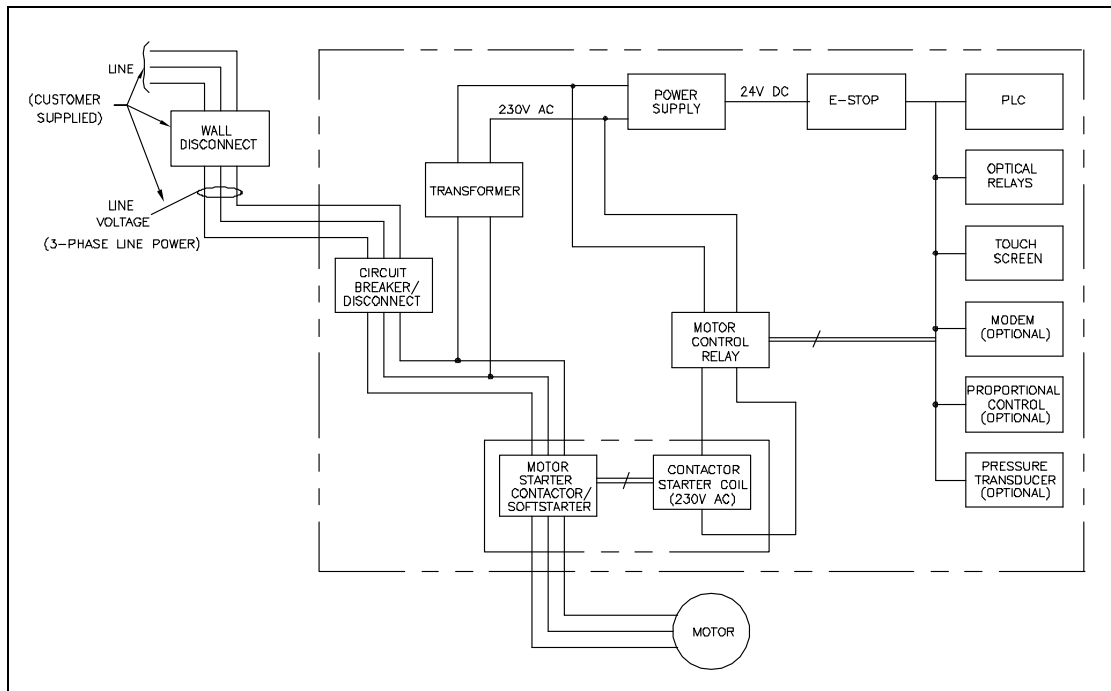 LINE
(CUSTOMER
SUPPLIED)
WALL
DISCONNECT
LINE
VOLTAGE
(3-PHASE LINE POWER)
CIRCUIT
BREAKER/
DISCONNECT
230V AC
TRANSFORMER
POWER
SUPPLY
24V DC
E-STOP
PLC
OPTICAL
RELAYS
TOUCH
SCREEN
MOTOR
CONTROL
RELAY
MODEM
(OPTIONAL)
PROPORTIONAL
CONTROL
(OPTIONAL)
PRESSURE
TRANSDUCER
(OPTIONAL)
MOTOR
STARTER
CONTACTOR/
SOFTSTARTER
CONTACTOR
STARTER COIL
(230V AC)
MOTOR